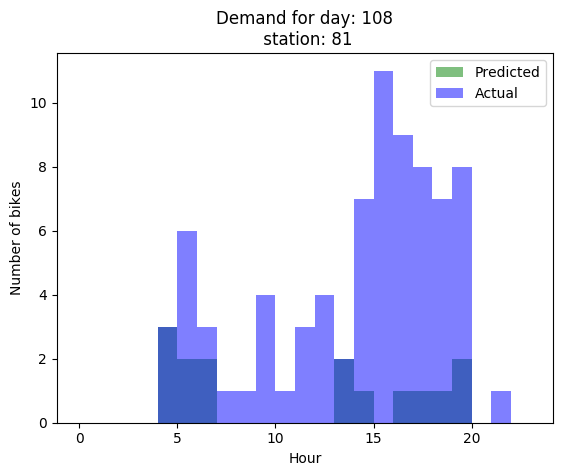 Demand for day: 108
station: 81
Predicted
Actual
Number of bikes
10
8
6
4
2
0
0 5 10 15 20
Hour